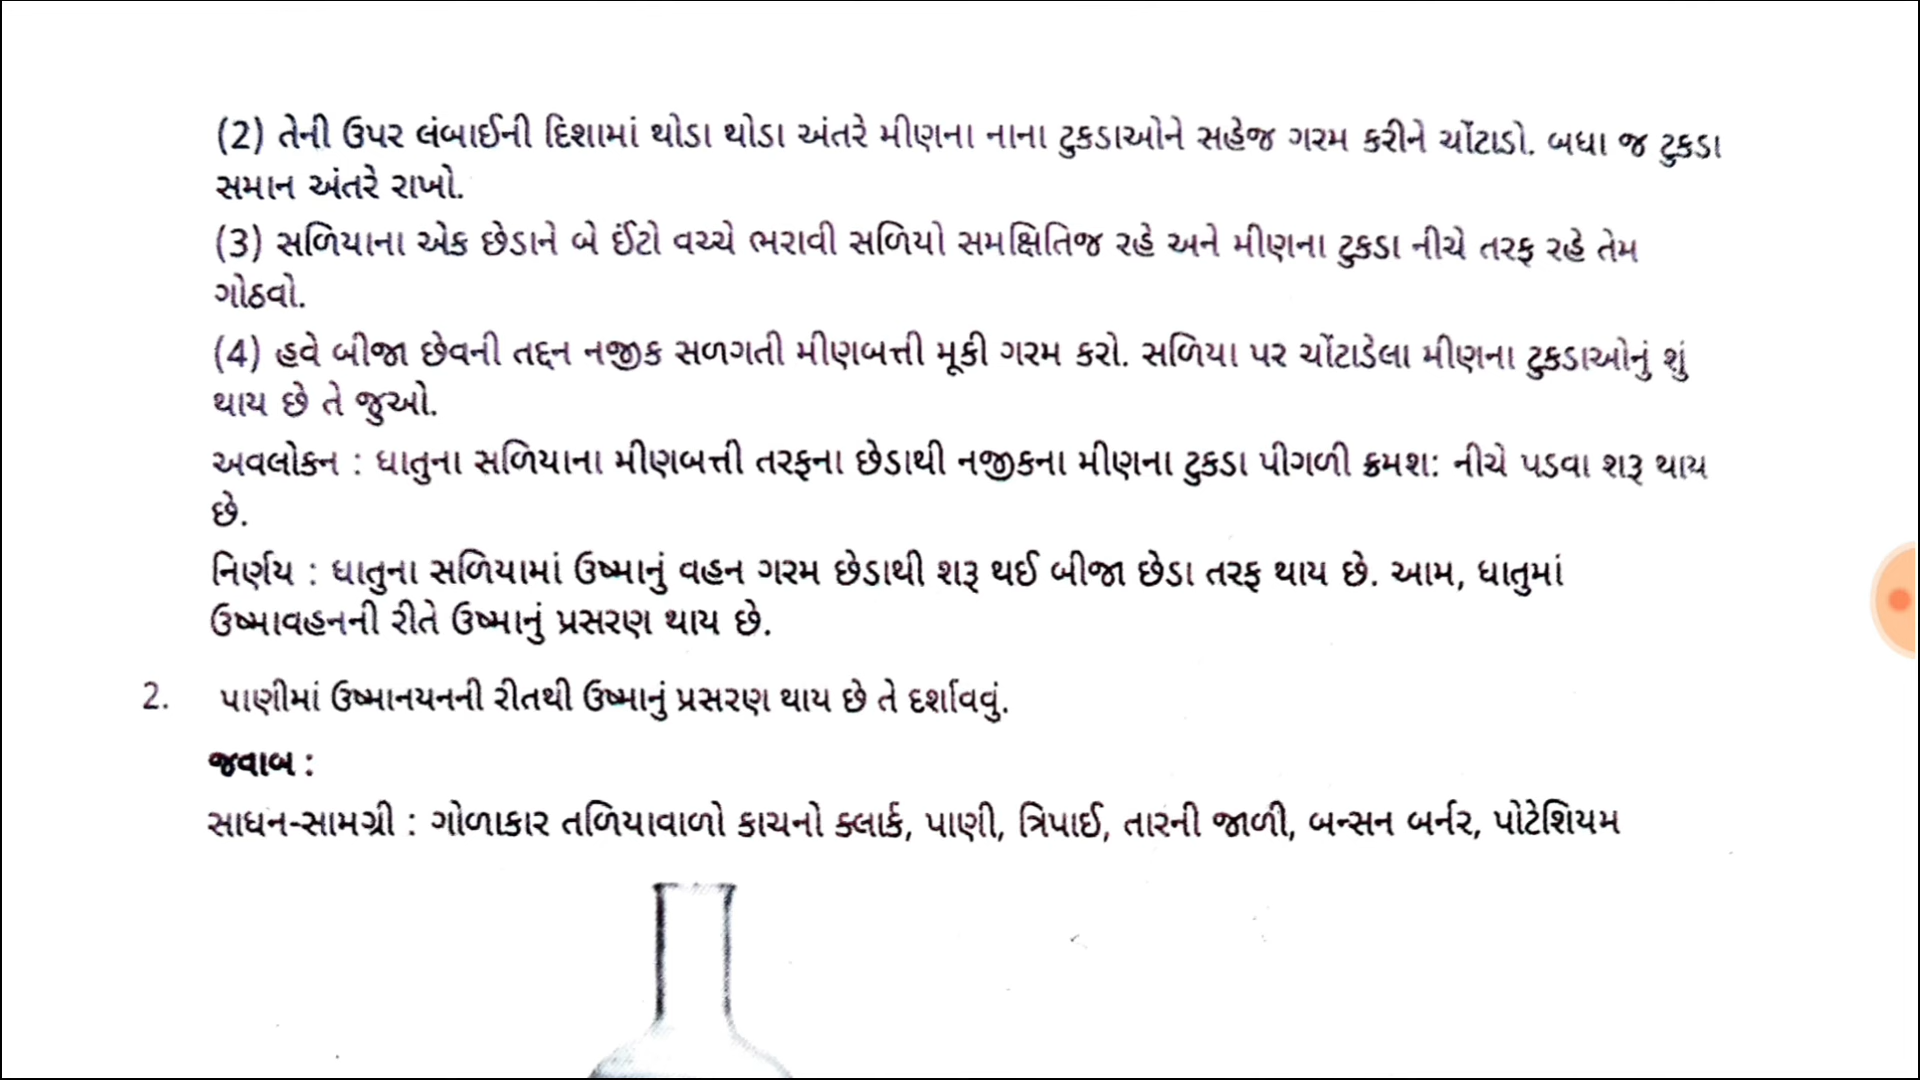 (2) તેની ઉપર લંબાઈની દિશામાં થોડા થોડા અંતરે મીણના નાના ટુકડાઓને સહેજ ગરમ કરીને ચોંટાડો. બધા જ ટુકડા
સમાન અંતરે રાખો.
(3) સળિયાના એક છેડાને બે ઈંટો વચ્ચે ભરાવી સળિયો સમક્ષિતિજ રહે અને મીણના ટુકડા નીચે તરફ રહે તેમ
ગોઠવો.
(4) હવે બીજા છેવની તદ્દન નજીક સળગતી મીણબત્તી મૂકી ગરમ કરો. સળિયા પર ચોંટાડેલા મીણના ટુકડાઓનું શું
થાય છે તે જુઓ.
અવલોકન : ધાતુના સળિયાના મીણબત્તી તરફના છેડાથી નજીકના મીણના ટુકડા પીગળી ક્રમશ: નીચે પડવા શરૂ થાય
છે.
નિર્ણય : ધાતુના સળિયામાં ઉષ્માનું વહન ગરમ છેડાથી શરૂ થઈ બીજા છેડા તરફ થાય છે. આમ, ધાતુમાં
ઉષ્માવહનની રીતે ઉષ્માનું પ્રસરણ થાય છે.
2. પાણીમાં ઉષ્માનયનની રીતથી ઉષ્માનું પ્રસરણ થાય છે તે દર્શાવવું.
જવાબ :
સાધન-સામગ્રી : ગોળાકાર તળિયાવાળો કાચનો ક્લાર્ક, પાણી, ત્રિપાઈ, તારની જાળી, બન્સન બર્નર, પોટેશિયમ